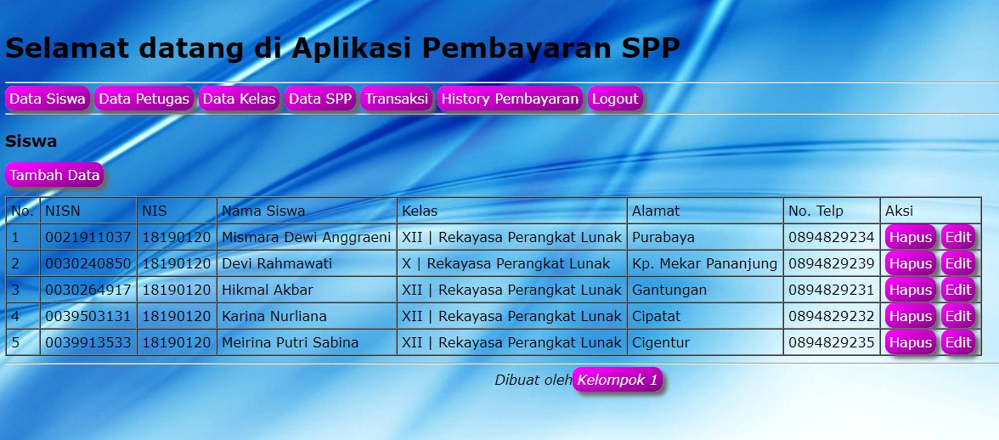 Selamat datang di Aplikasi Pembayaran SPP
Data Siswa Data Petugas Data Kelas Data SPP Transaksi History Pembayaran Logout
Siswa
Tambah Data
No. NISN NIS Nama Siswa Kelas Alamat No. Telp Aksi
1 0021911037 18190120 Mismara Dewi Anggraeni XII | Rekayasa Perangkat Lunak Purabaya 0894829234 Hapus Edit
2 0030240850 18190120 Devi Rahmawati X | Rekayasa Perangkat Lunak Kp. Mekar Pananjung 0894829239 Hapus Edit
3 0030264917 18190120 Hikmal Akbar XII | Rekayasa Perangkat Lunak Gantungan 0894829231 Hapus Edit
4 0039503131 18190120 Karina Nurliana XII | Rekayasa Perangkat Lunak Cipatat 0894829232 Hapus Edit
5 0039913533 18190120 Meirina Putri Sabina XII | Rekayasa Perangkat Lunak Cigentur 0894829235 Hapus Edit
Dibuat oleh Kelompok 1